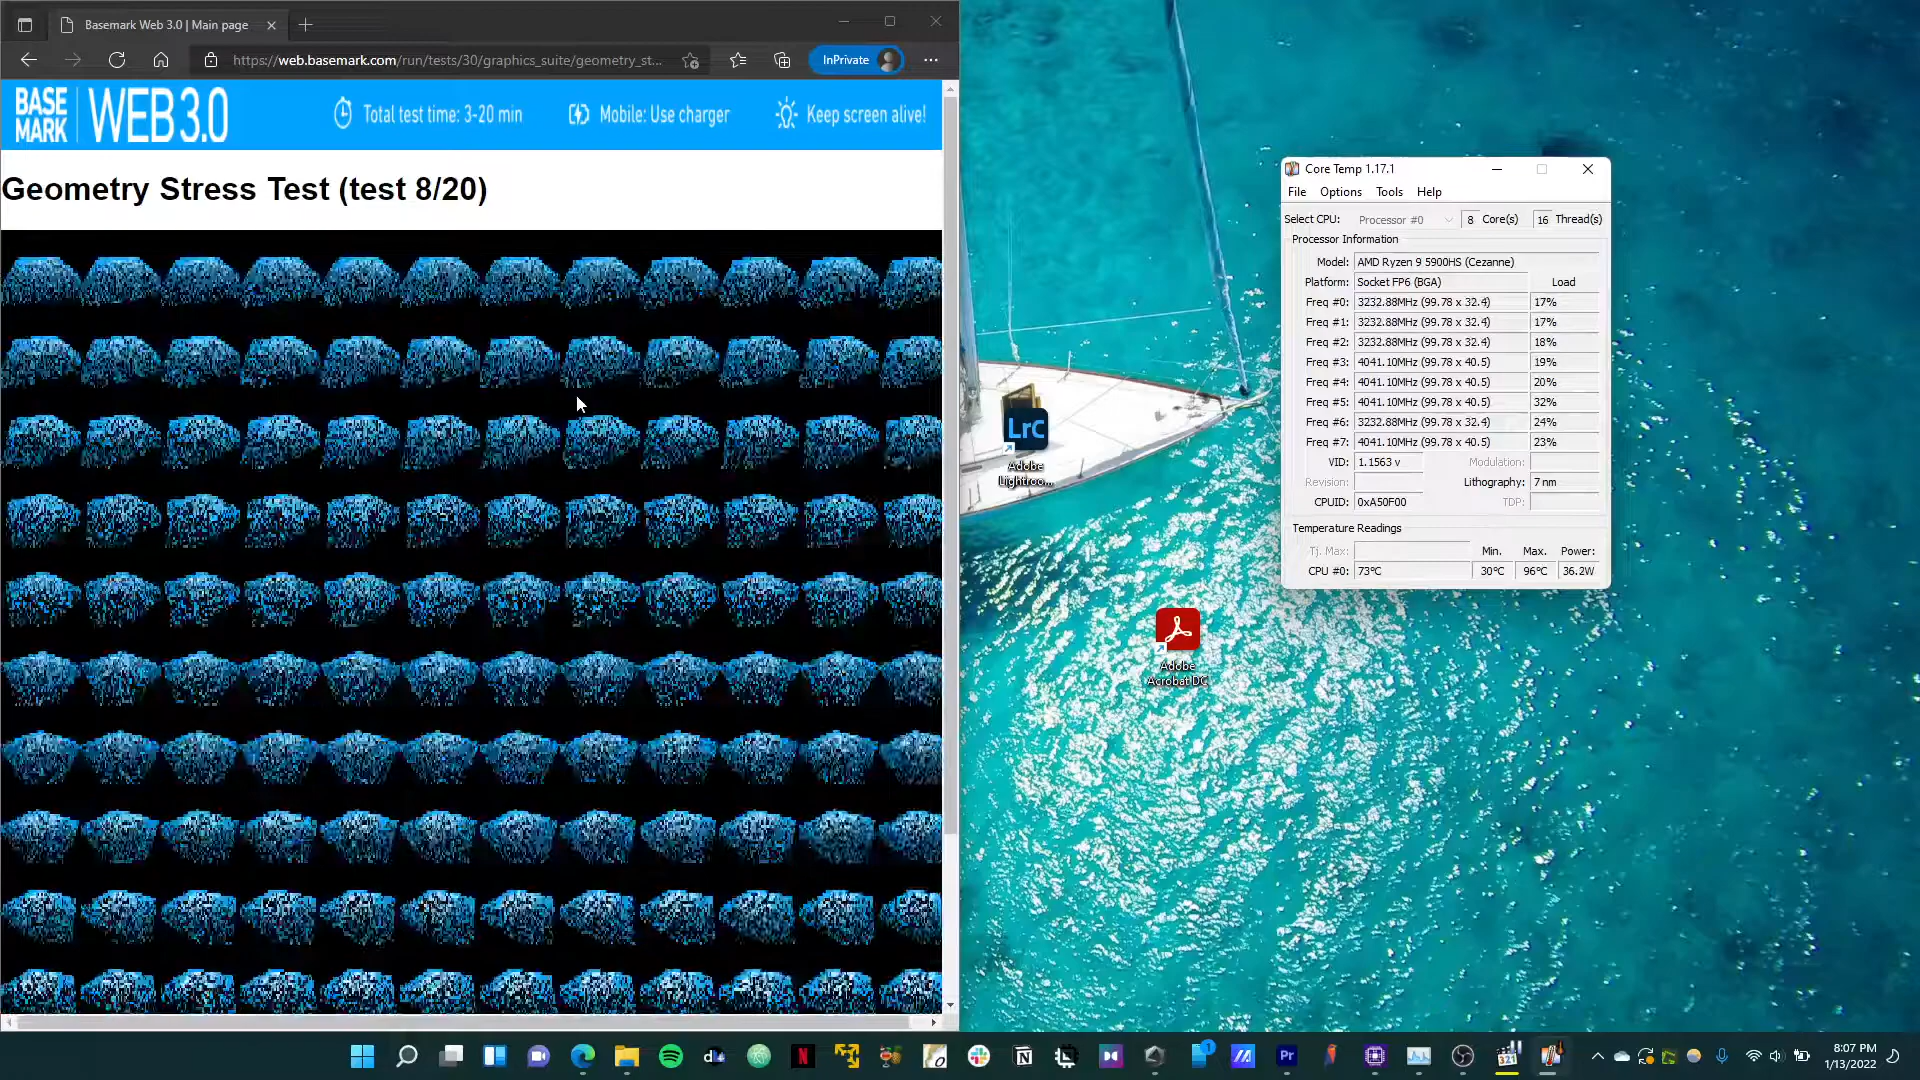 Basemark Web 3.0 | Main page
https://web.basemark.com/run/tests/30/graphics_suite/geometry_st...
InPrivate
BASE MARK WEB 3.0
Total test time: 3-20 min
Mobile: Use charger
Keep screen alive!
Geometry Stress Test (test 8/20)
LrC
Adobe
Lightroo...
Adobe
Acrobat DC
Core Temp 1.17.1
File Options Tools Help
Select CPU: Processor #0 8 Core(s) 16 Thread(s)
Processor Information
Model: AMD Ryzen 9 5900HS (Cezanne)
Platform: Socket FP6 (BGA) Load
Freq #0: 3232.88MHz (99.78 x 32.4) 17%
Freq #1: 3232.88MHz (99.78 x 32.4) 17%
Freq #2: 3232.88MHz (99.78 x 32.4) 18%
Freq #3: 4041.10MHz (99.78 x 40.5) 19%
Freq #4: 4041.10MHz (99.78 x 40.5) 20%
Freq #5: 4041.10MHz (99.78 x 40.5) 32%
Freq #6: 3232.88MHz (99.78 x 32.4) 24%
Freq #7: 4041.10MHz (99.78 x 40.5) 23%
VID: 1.1563 v Modulation:
Revision: Lithography: 7 nm
CPUID: 0xA50F00 TDP:
Temperature Readings
Tj. Max: Min. Max. Power:
CPU #0: 73°C 30°C 96°C 36.2W
Pr
1
321
8:07 PM
1/13/2022